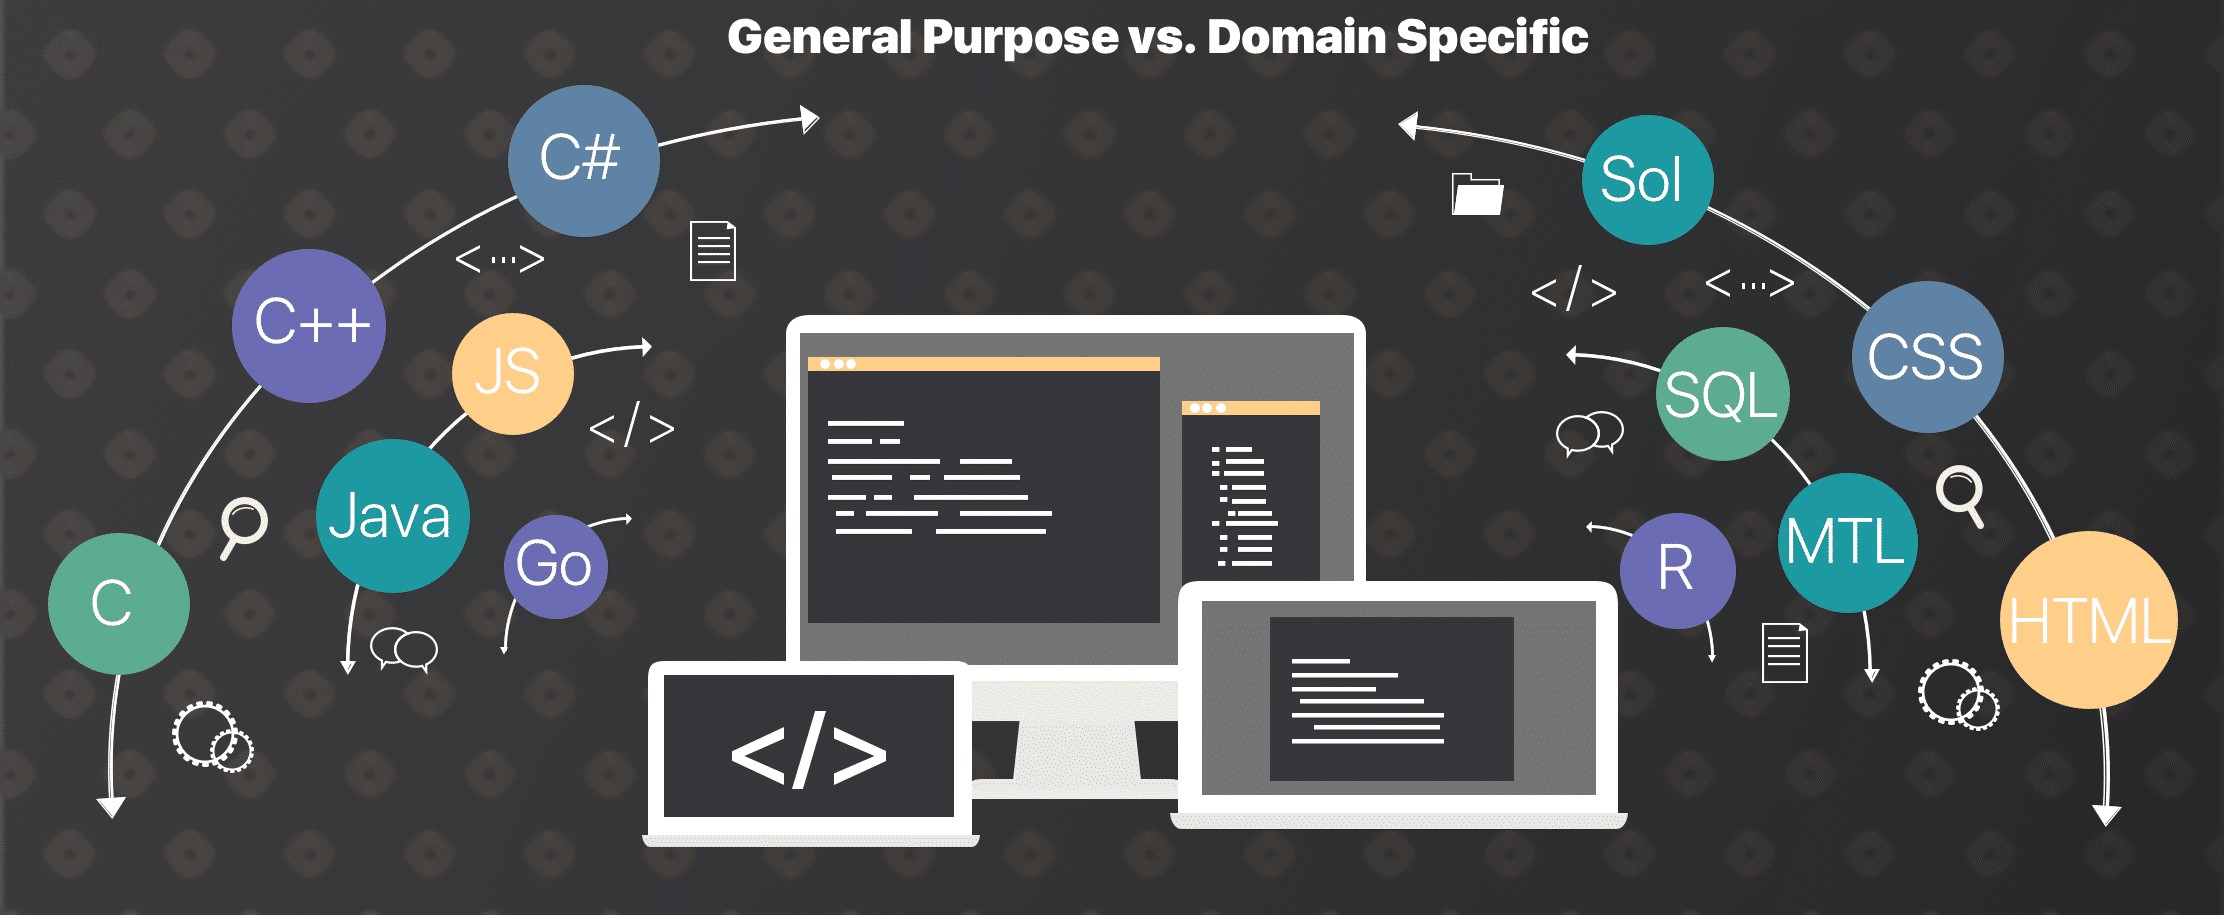 General Purpose vs. Domain Specific
C#
C++
JS
Java
Go
C
</>
<...>
</>
Sol
CSS
SQL
MTL
R
HTML
</>
<...>